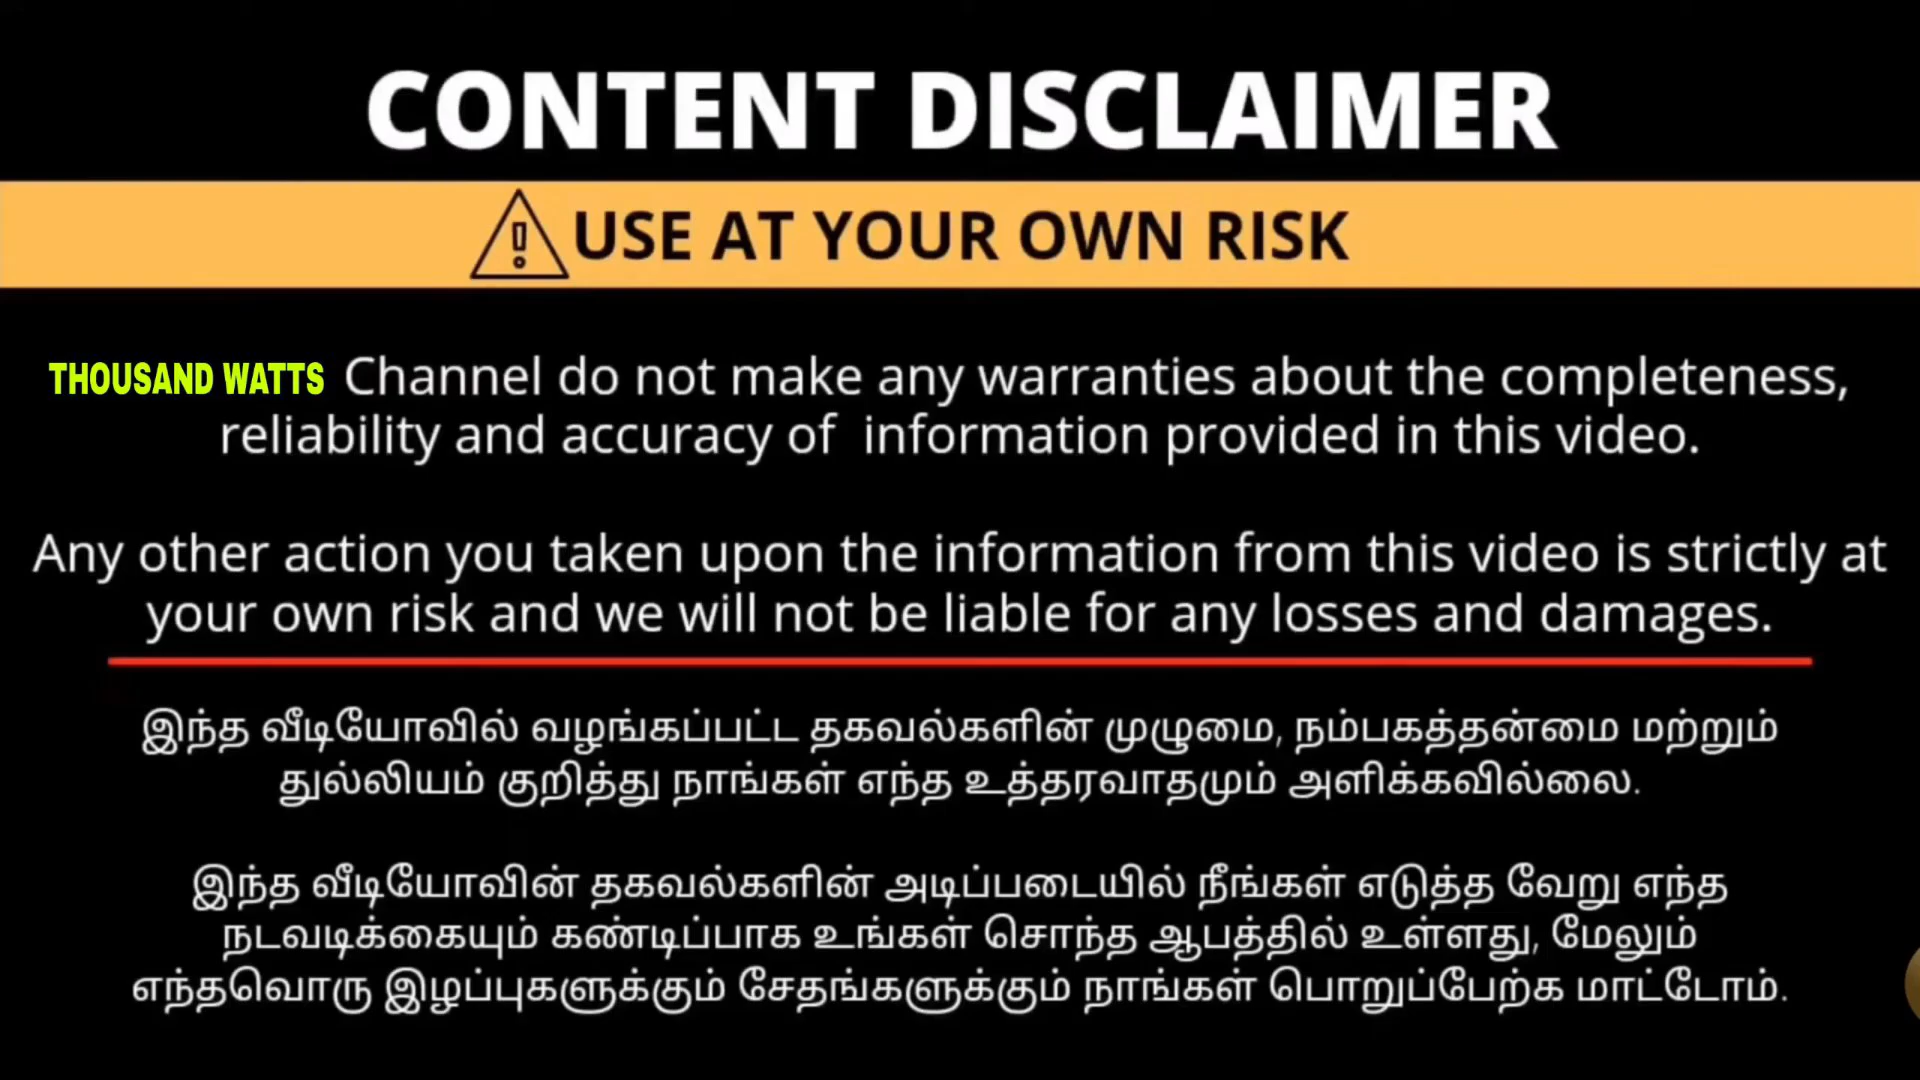 CONTENT DISCLAIMER
USE AT YOUR OWN RISK
THOUSAND WATTS Channel do not make any warranties about the completeness,
reliability and accuracy of information provided in this video.
Any other action you taken upon the information from this video is strictly at
your own risk and we will not be liable for any losses and damages.
இந்த வீடியோவில் வழங்கப்பட்ட தகவல்களின் முழுமை, நம்பகத்தன்மை மற்றும்
துல்லியம் குறித்து நாங்கள் எந்த உத்தரவாதமும் அளிக்கவில்லை.
இந்த வீடியோவின் தகவல்களின் அடிப்படையில் நீங்கள் எடுத்த வேறு எந்த
நடவடிக்கையும் கண்டிப்பாக உங்கள் சொந்த ஆபத்தில் உள்ளது, மேலும்
எந்தவொரு இழப்புகளுக்கும் சேதங்களுக்கும் நாங்கள் பொறுப்பேற்க மாட்டோம்.